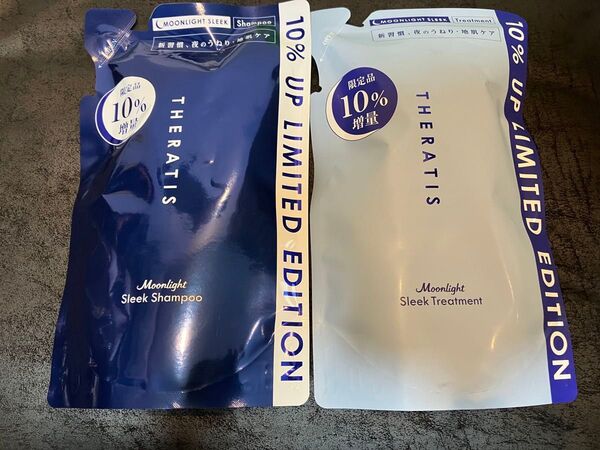 MOONLIGHT SLEEK Shampoo
新習慣、夜のうねり・地肌ケア
限定品
10%
増量
THERATIS
Moonlight
Sleek Shampoo
10% UP LIMITED EDITION
MOONLIGHT SLEEK Treatment
新習慣、夜のうねり・地肌ケア
限定品
10%
増量
THERATIS
Moonlight
Sleek Treatment
10% UP LIMITED EDITION